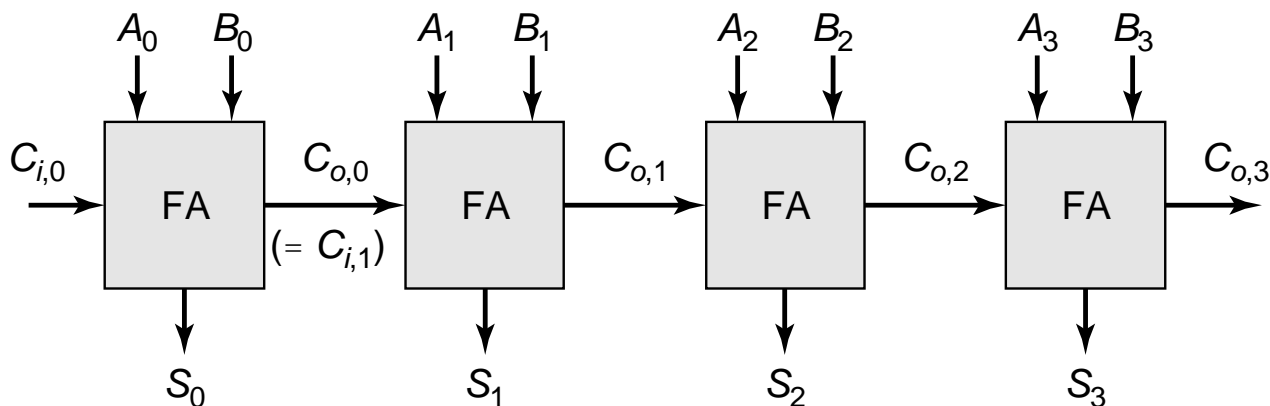 A0 B0 A1 B1 A2 B2 A3 B3
Ci,0 Co,0 Co,1 Co,2 Co,3
FA FA FA FA
(= Ci,1)
S0 S1 S2 S3